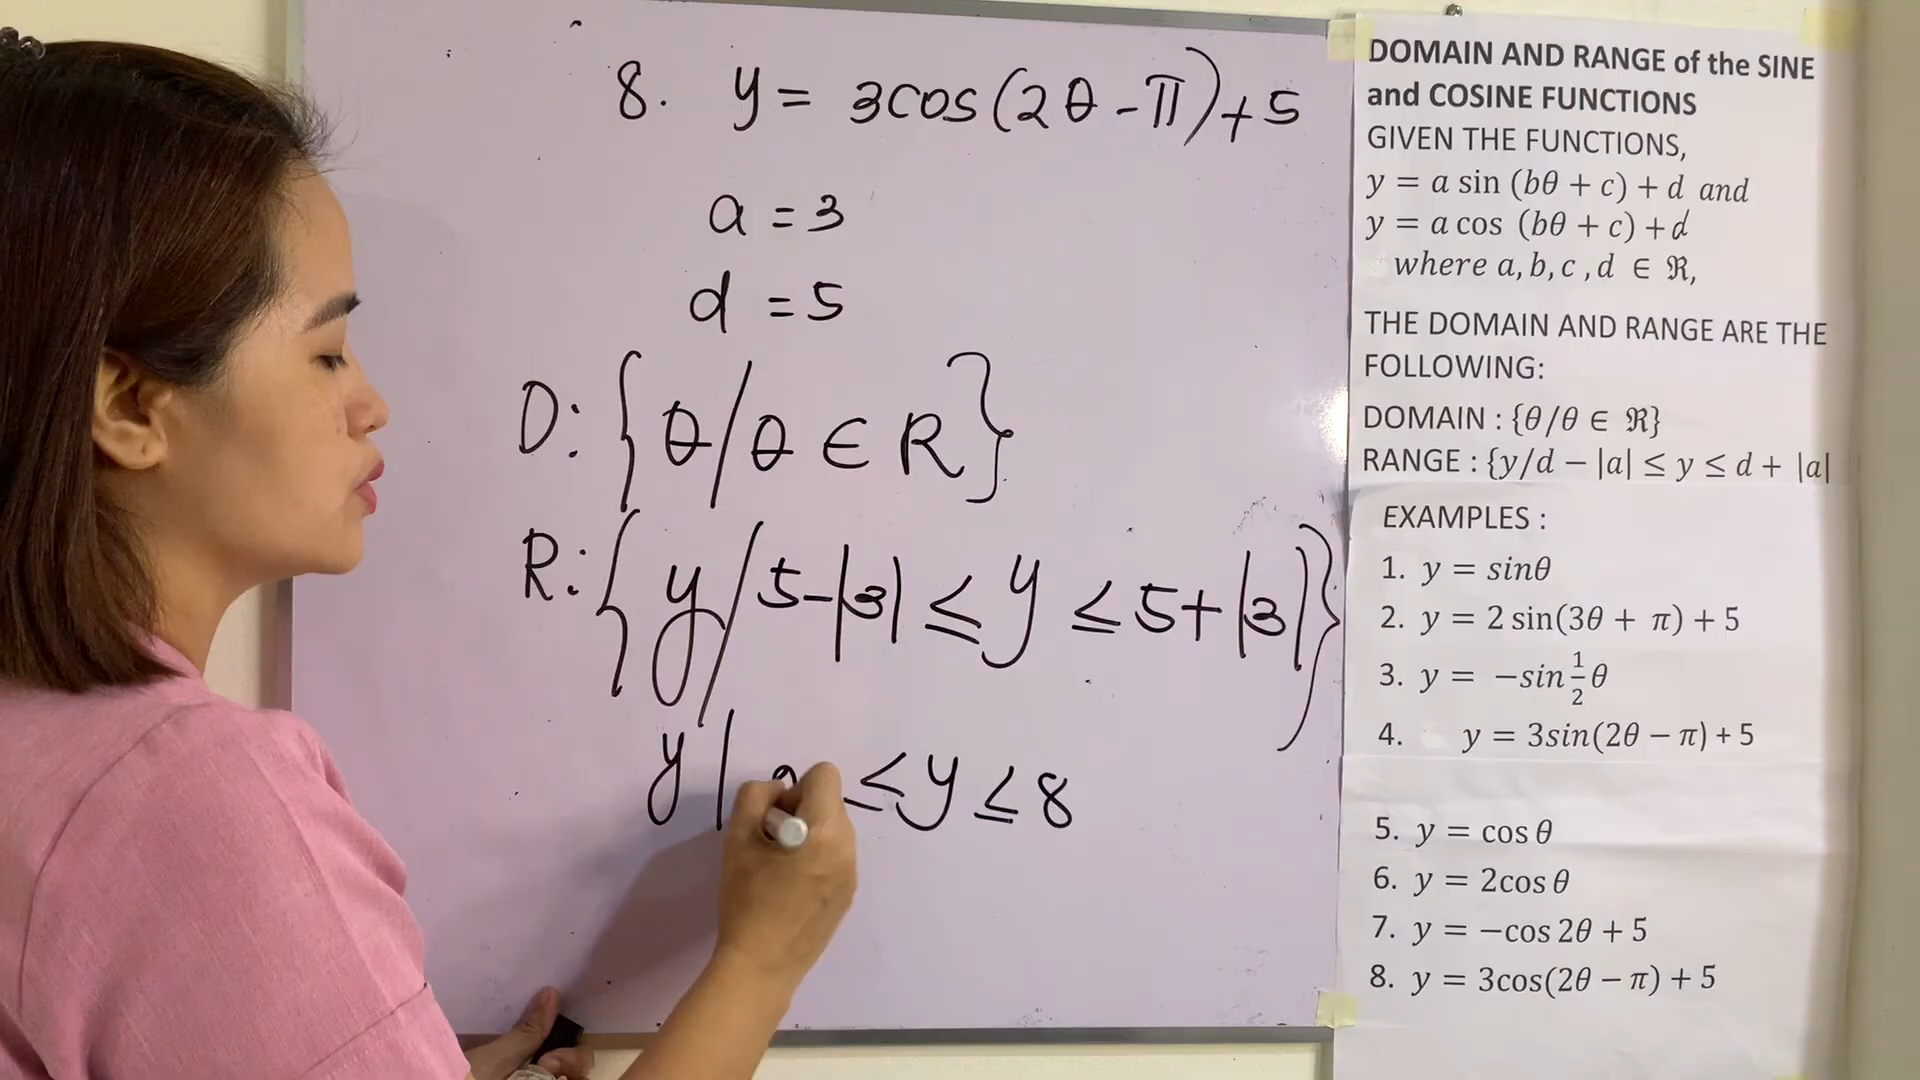 8. y = 3cos(2θ-π)+5
a = 3
d = 5
D: {θ/θ ∈ R}
R: {y/5-|3| ≤ y ≤ 5+|3|}
y | ≤ y ≤ 8
DOMAIN AND RANGE of the SINE
and COSINE FUNCTIONS
GIVEN THE FUNCTIONS,
y = a sin (bθ + c) + d and
y = a cos (bθ + c) + d
where a, b, c , d ∈ ℜ,
THE DOMAIN AND RANGE ARE THE
FOLLOWING:
DOMAIN : {θ/θ ∈ ℜ}
RANGE : {y/d − |a| ≤ y ≤ d + |a|
EXAMPLES :
1. y = sinθ
2. y = 2 sin(3θ + π) + 5
3. y = −sin 1/2 θ
4. y = 3sin(2θ − π) + 5
5. y = cos θ
6. y = 2cos θ
7. y = −cos 2θ + 5
8. y = 3cos(2θ − π) + 5